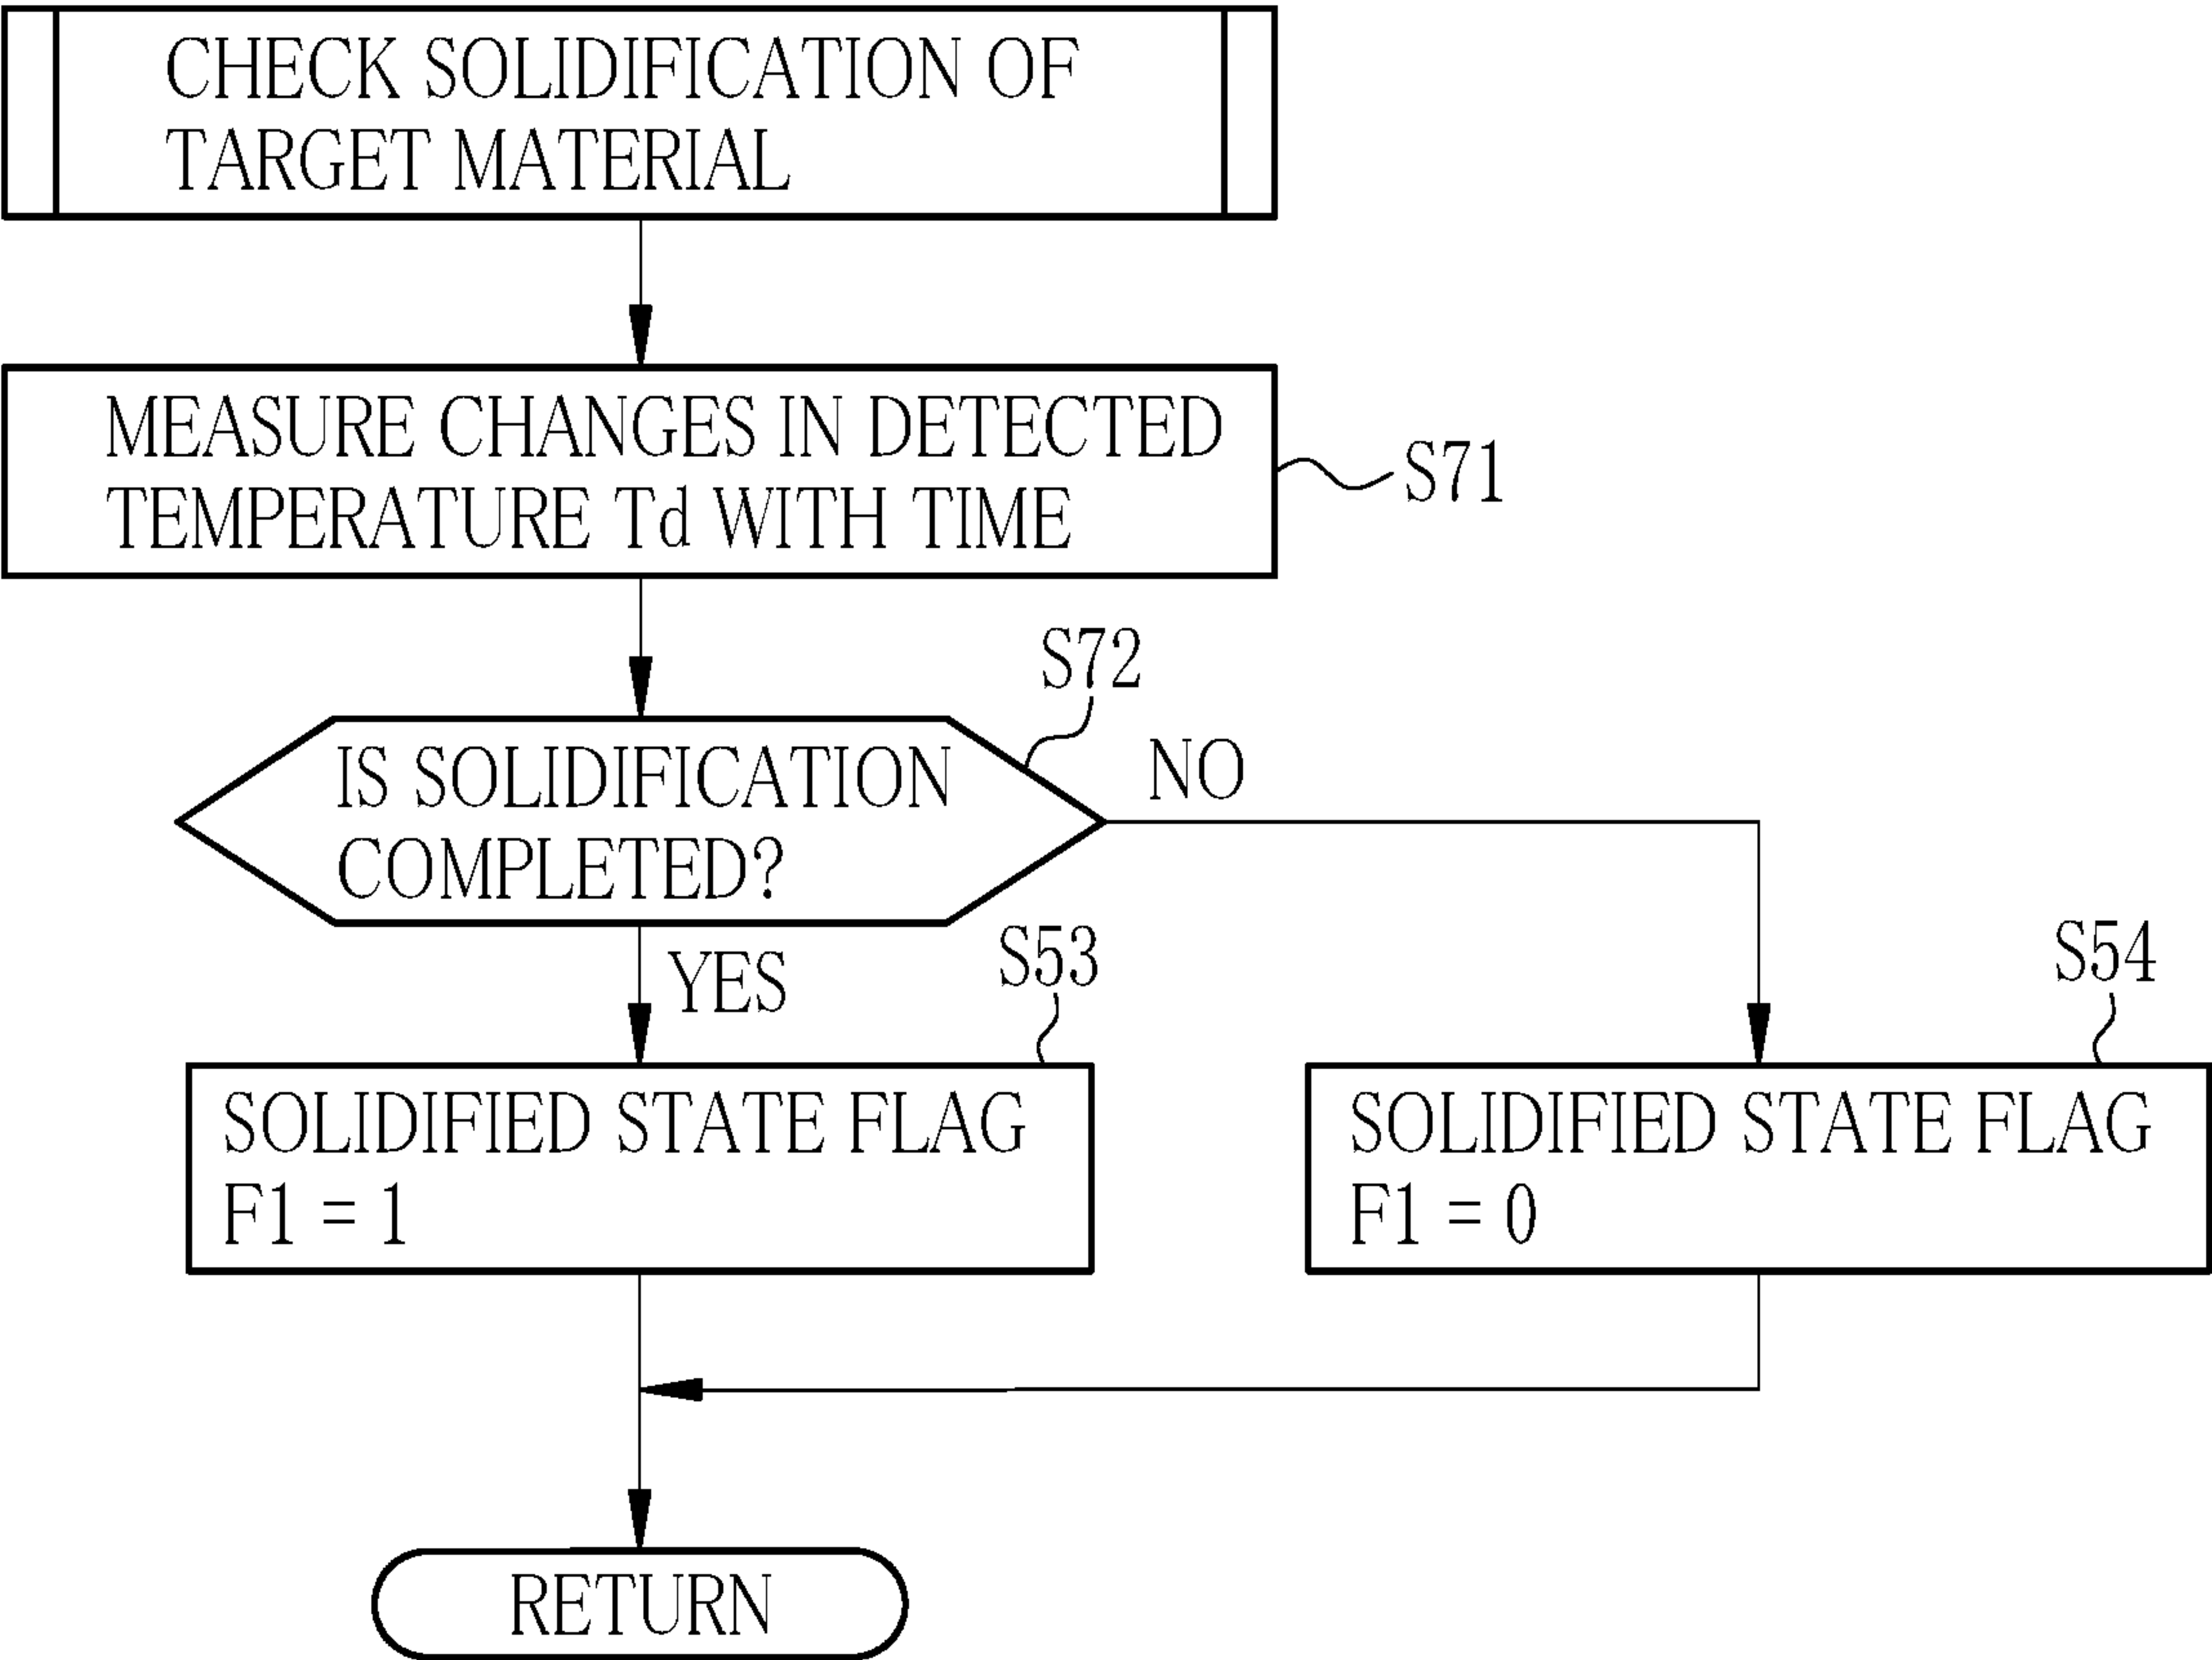 CHECK SOLIDIFICATION OF
TARGET MATERIAL
MEASURE CHANGES IN DETECTED
TEMPERATURE Td WITH TIME
S71
S72
IS SOLIDIFICATION
COMPLETED?
NO
YES
S53
S54
SOLIDIFIED STATE FLAG
F1 = 1
SOLIDIFIED STATE FLAG
F1 = 0
RETURN